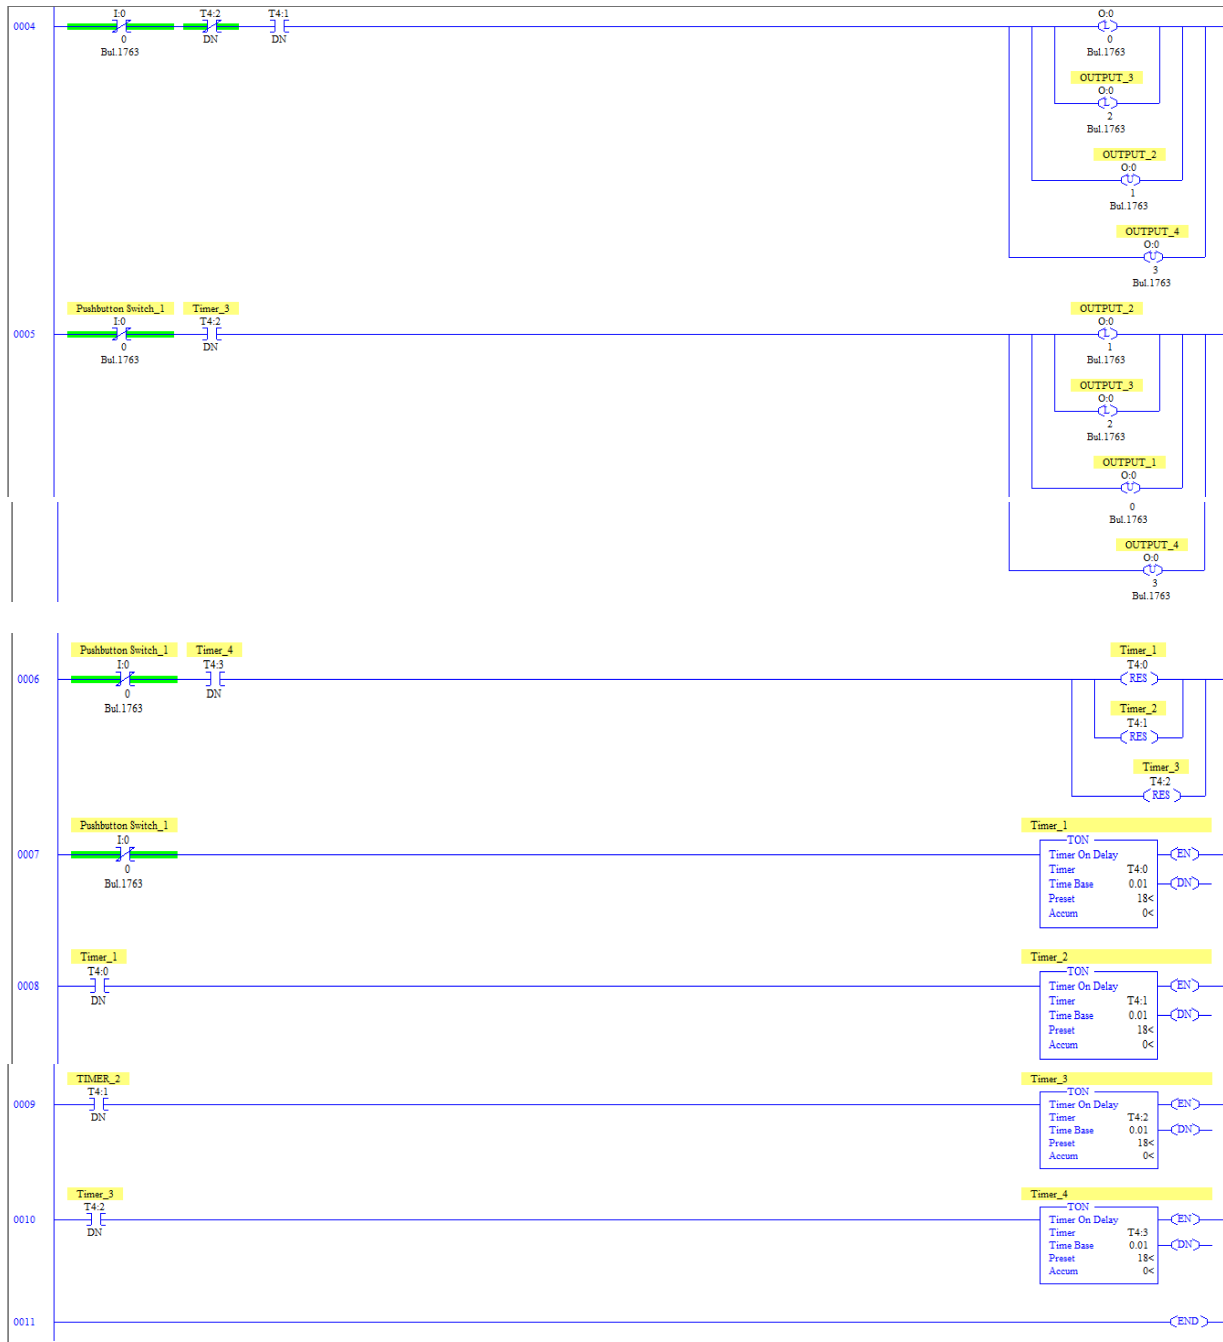 I:0 T4:2 T4:1 O:0
0004 L
0 DN DN 0
Bul.1763 Bul.1763
OUTPUT_3
O:0
L
2
Bul.1763
OUTPUT_2
O:0
U
1
Bul.1763
OUTPUT_4
O:0
U
3
Bul.1763
Pushbutton Switch_1 Timer_3 OUTPUT_2
I:0 T4:2 O:0
0005 L
0 DN 1
Bul.1763 Bul.1763
OUTPUT_3
O:0
L
2
Bul.1763
OUTPUT_1
O:0
U
0
Bul.1763
OUTPUT_4
O:0
U
3
Bul.1763
Pushbutton Switch_1 Timer_4 Timer_1
I:0 T4:3 T4:0
0006 RES
0 DN
Bul.1763
Timer_2
T4:1
RES
Timer_3
T4:2
RES
Pushbutton Switch_1 Timer_1
I:0 TON
0007 Timer On Delay EN
0 Timer T4:0
Bul.1763 Time Base 0.01 DN
Preset 18<
Accum 0<
Timer_1 Timer_2
T4:0 TON
0008 Timer On Delay EN
DN Timer T4:1
Time Base 0.01 DN
Preset 18<
Accum 0<
TIMER_2 Timer_3
T4:1 TON
0009 Timer On Delay EN
DN Timer T4:2
Time Base 0.01 DN
Preset 18<
Accum 0<
Timer_3 Timer_4
T4:2 TON
0010 Timer On Delay EN
DN Timer T4:3
Time Base 0.01 DN
Preset 18<
Accum 0<
0011 END